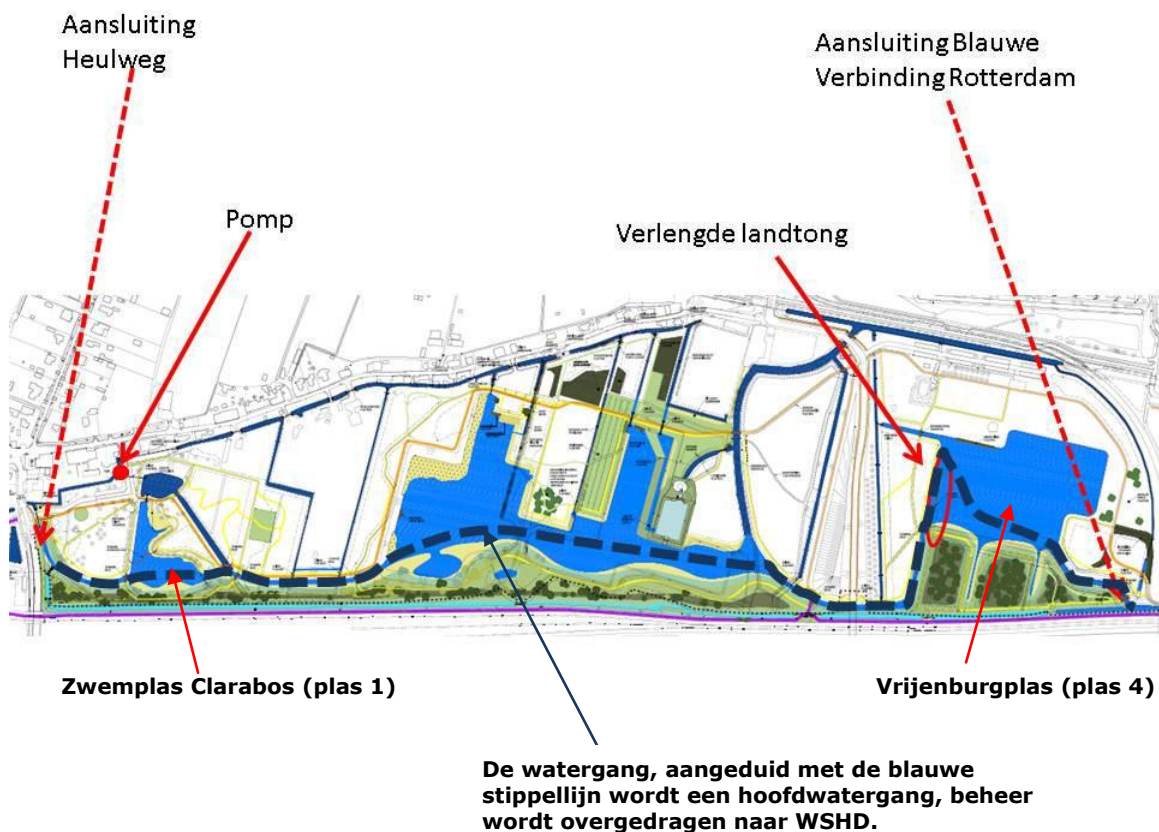 Aansluiting
Heulweg
Aansluiting Blauwe
Verbinding Rotterdam
Pomp
Verlengde landtong
Zwemplas Clarabos (plas 1)
Vrijenburgplas (plas 4)
De watergang, aangeduid met de blauwe
stippellijn wordt een hoofdwatergang, beheer
wordt overgedragen naar WSHD.